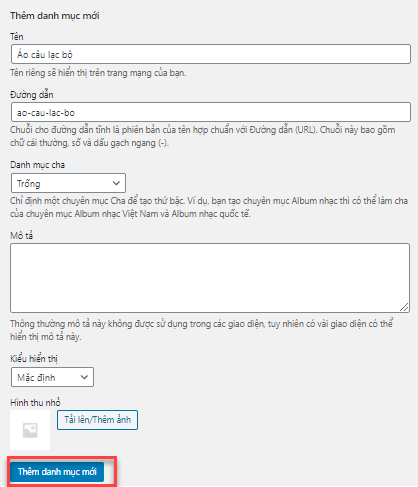 Thêm danh mục mới
Tên
Áo câu lạc bộ
Tên riêng sẽ hiển thị trên trang mạng của bạn.
Đường dẫn
ao-cau-lac-bo
Chuỗi cho đường dẫn tĩnh là phiên bản của tên hợp chuẩn với Đường dẫn (URL). Chuỗi này bao gồm
chữ cái thường, số và dấu gạch ngang (-).
Danh mục cha
Trống
Chỉ định một chuyên mục Cha để tạo thứ bậc. Ví dụ, bạn tạo chuyên mục Album nhạc thì có thể làm cha
của chuyên mục Album nhạc Việt Nam và Album nhạc quốc tế.
Mô tả
Thông thường mô tả này không được sử dụng trong các giao diện, tuy nhiên có vài giao diện có thể
hiển thị mô tả này.
Kiểu hiển thị
Mặc định
Hình thu nhỏ
Tải lên/Thêm ảnh
Thêm danh mục mới